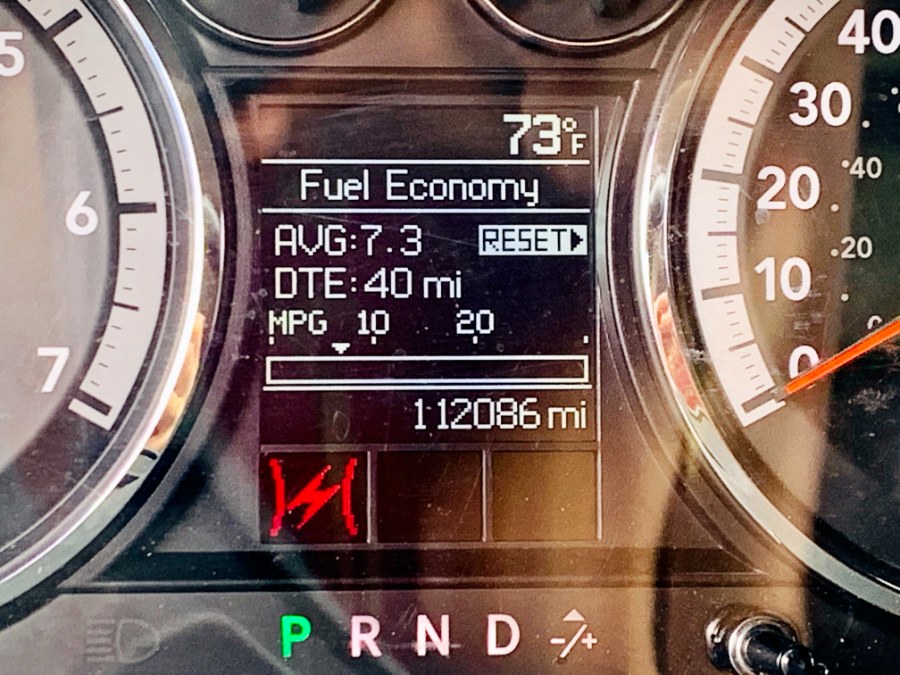 73°F
Fuel Economy
AVG:7.3 RESET
DTE:40 mi
MPG 10 20
112086 mi
P R N D -/+
5
6
7
40
30
20
10
0
40
20